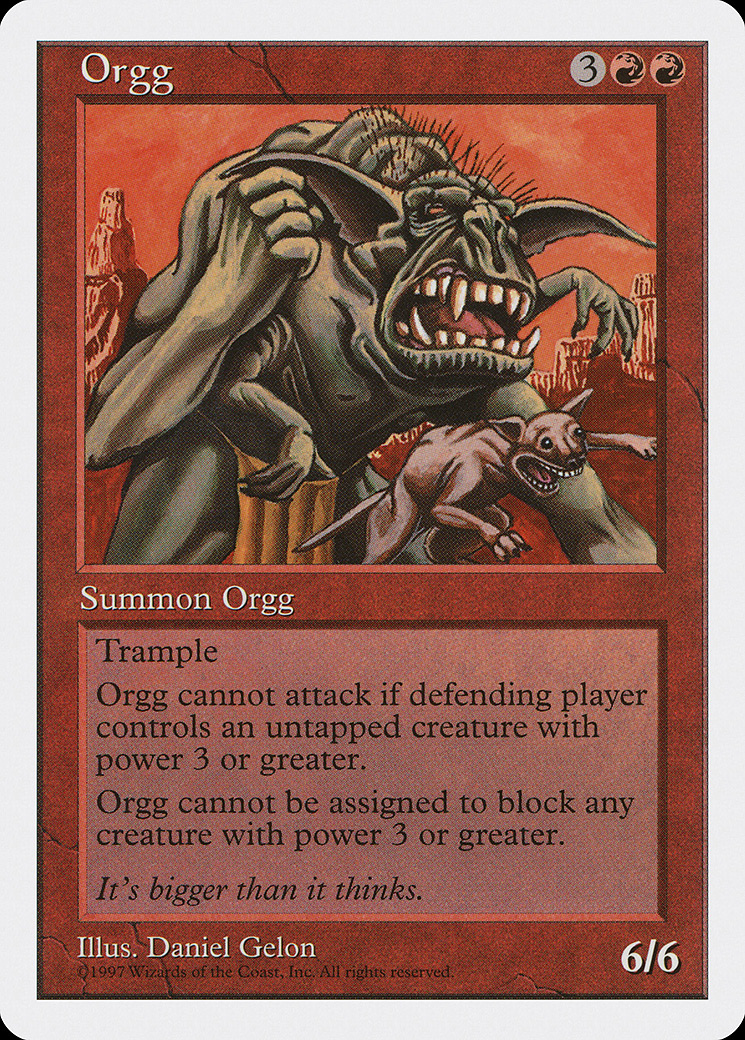 Orgg 3
Summon Orgg
Trample
Orgg cannot attack if defending player
controls an untapped creature with
power 3 or greater.
Orgg cannot be assigned to block any
creature with power 3 or greater.
It's bigger than it thinks.
Illus. Daniel Gelon
©1997 Wizards of the Coast, Inc. All rights reserved.
6/6